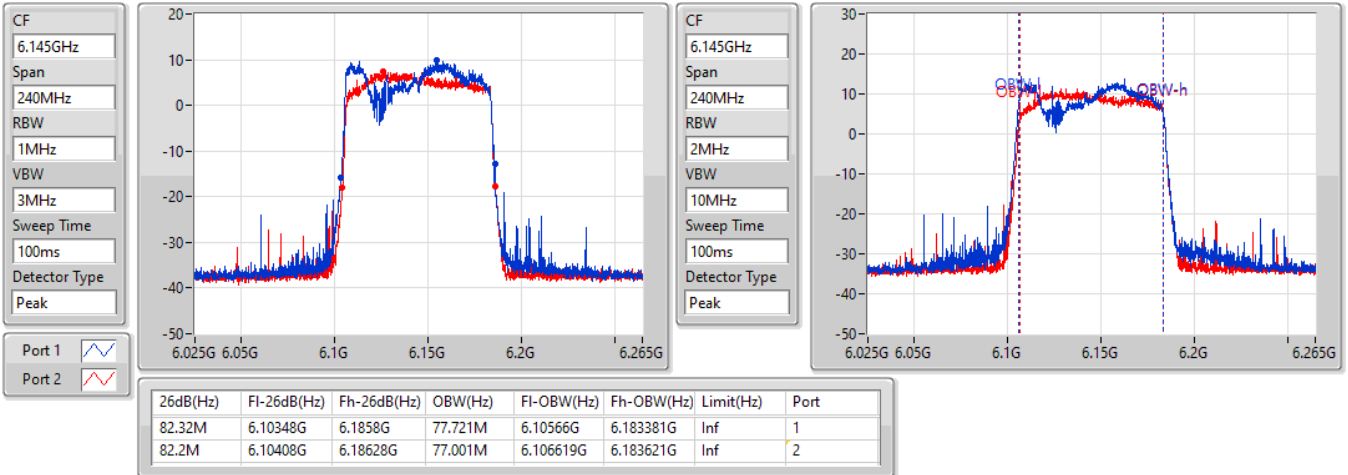 CF
6.145GHz
Span
240MHz
RBW
1MHz
VBW
3MHz
Sweep Time
100ms
Detector Type
Peak
Port 1
Port 2
20
10
0
-10
-20
-30
-40
-50
6.025G 6.05G 6.1G 6.15G 6.2G 6.265G
CF
6.145GHz
Span
240MHz
RBW
2MHz
VBW
10MHz
Sweep Time
100ms
Detector Type
Peak
30
20
10
0
-10
-20
-30
-40
-50
OBW-h
6.025G 6.05G 6.1G 6.15G 6.2G 6.265G
26dB(Hz) Fl-26dB(Hz) Fh-26dB(Hz) OBW(Hz) Fl-OBW(Hz) Fh-OBW(Hz) Limit(Hz) Port
82.32M 6.10348G 6.1858G 77.721M 6.10566G 6.183381G Inf 1
82.2M 6.10408G 6.18628G 77.001M 6.106619G 6.183621G Inf 2